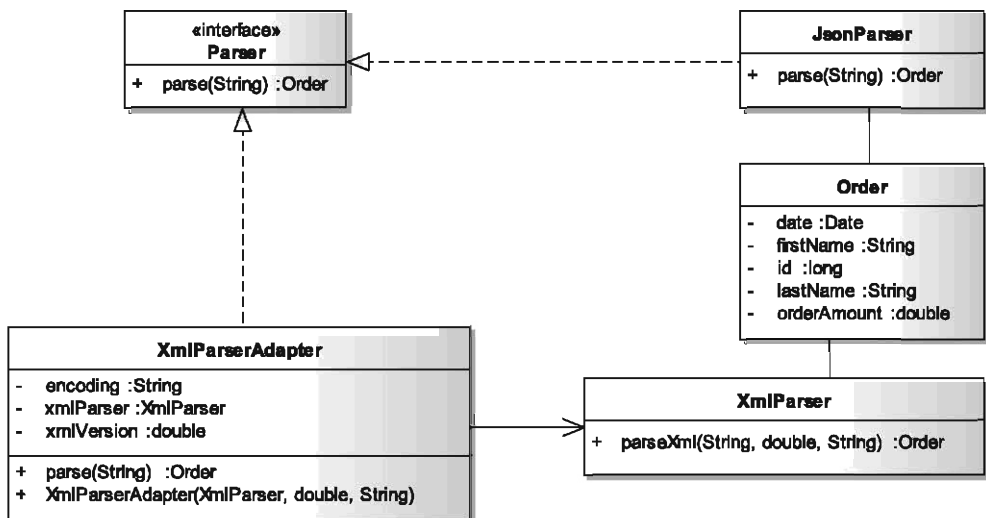 «interface»
Parser
+ parse(String) :Order
JsonParser
+ parse(String) :Order
Order
- date :Date
- firstName :String
- id :long
- lastName :String
- orderAmount :double
XmlParserAdapter
- encoding :String
- xmlParser :XmlParser
- xmlVersion :double
+ parse(String) :Order
+ XmlParserAdapter(XmlParser, double, String)
XmlParser
+ parseXml(String, double, String) :Order